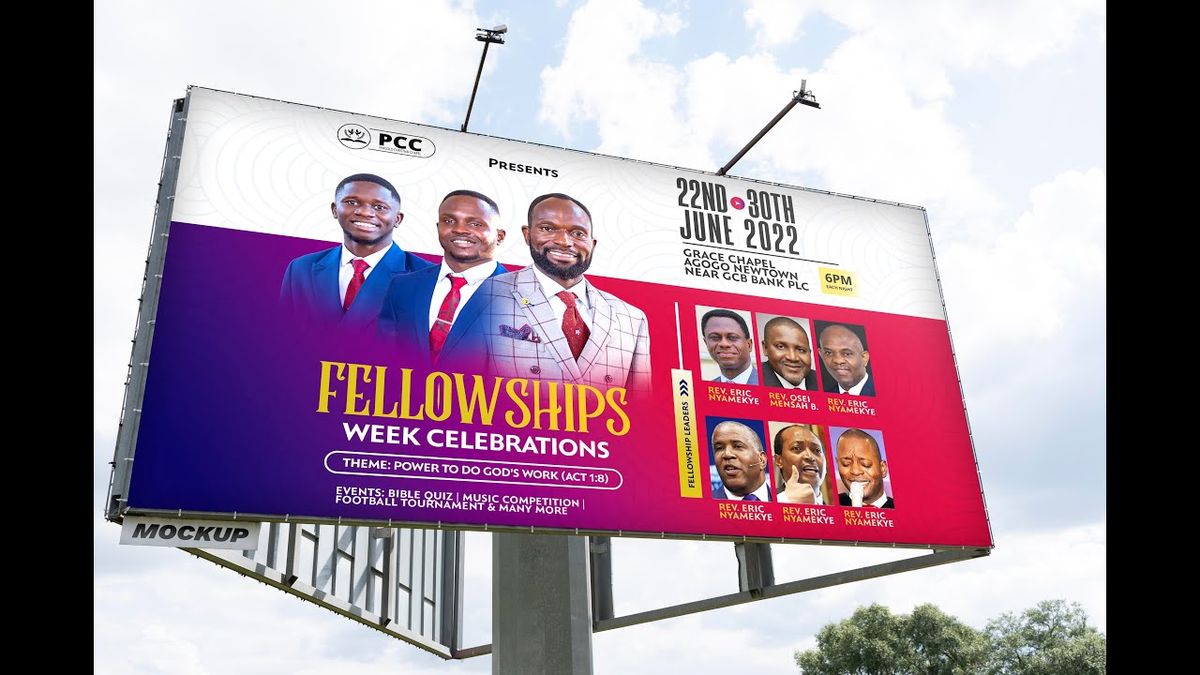 PCC
PRESENTS
22ND 30TH
JUNE 2022
GRACE CHAPEL
AGOGO NEWTOWN
NEAR GCB BANK PLC
6PM
EACH NIGHT
FELLOWSHIPS
WEEK CELEBRATIONS
THEME: POWER TO DO GOD'S WORK (ACT 1:8)
EVENTS: BIBLE QUIZ | MUSIC COMPETITION |
FOOTBALL TOURNAMENT & MANY MORE
FELLOWSHIP LEADERS
REV. ERIC
NYAMEKYE
REV. OSEI
MENSAH B.
REV. ERIC
NYAMEKYE
REV. ERIC
NYAMEKYE
REV. ERIC
NYAMEKYE
REV. ERIC
NYAMEKYE
MOCKUP